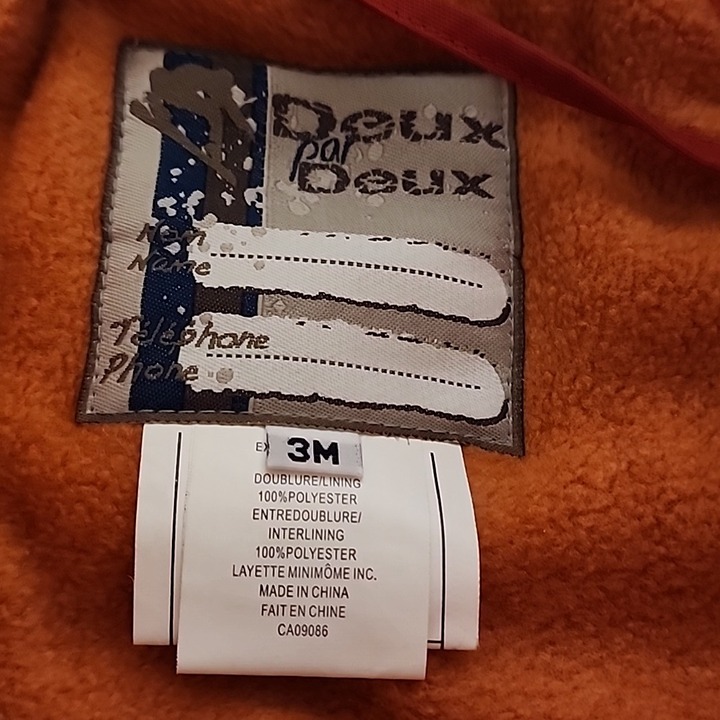 Deux
par
Deux
Nom
Name
Téléphone
Phone
3M
DOUBLURE/LINING
100%POLYESTER
ENTREDOUBLURE/
INTERLINING
100%POLYESTER
LAYETTE MINIMÔME INC.
MADE IN CHINA
FAIT EN CHINE
CA09086